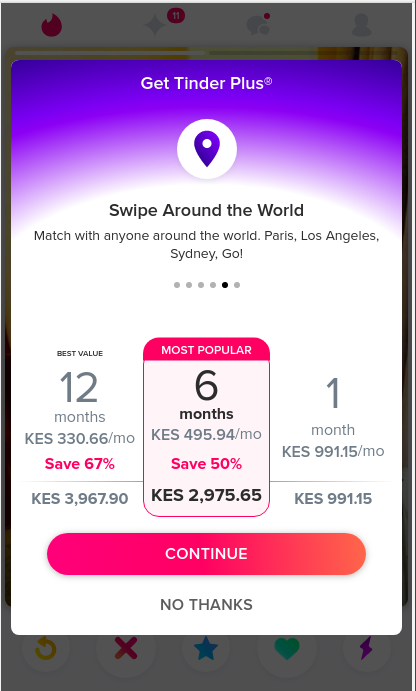 11
Get Tinder Plus®
Swipe Around the World
Match with anyone around the world. Paris, Los Angeles,
Sydney, Go!
BEST VALUE
12
months
KES 330.66/mo
Save 67%
KES 3,967.90
MOST POPULAR
6
months
KES 495.94/mo
Save 50%
KES 2,975.65
1
month
KES 991.15/mo
KES 991.15
CONTINUE
NO THANKS